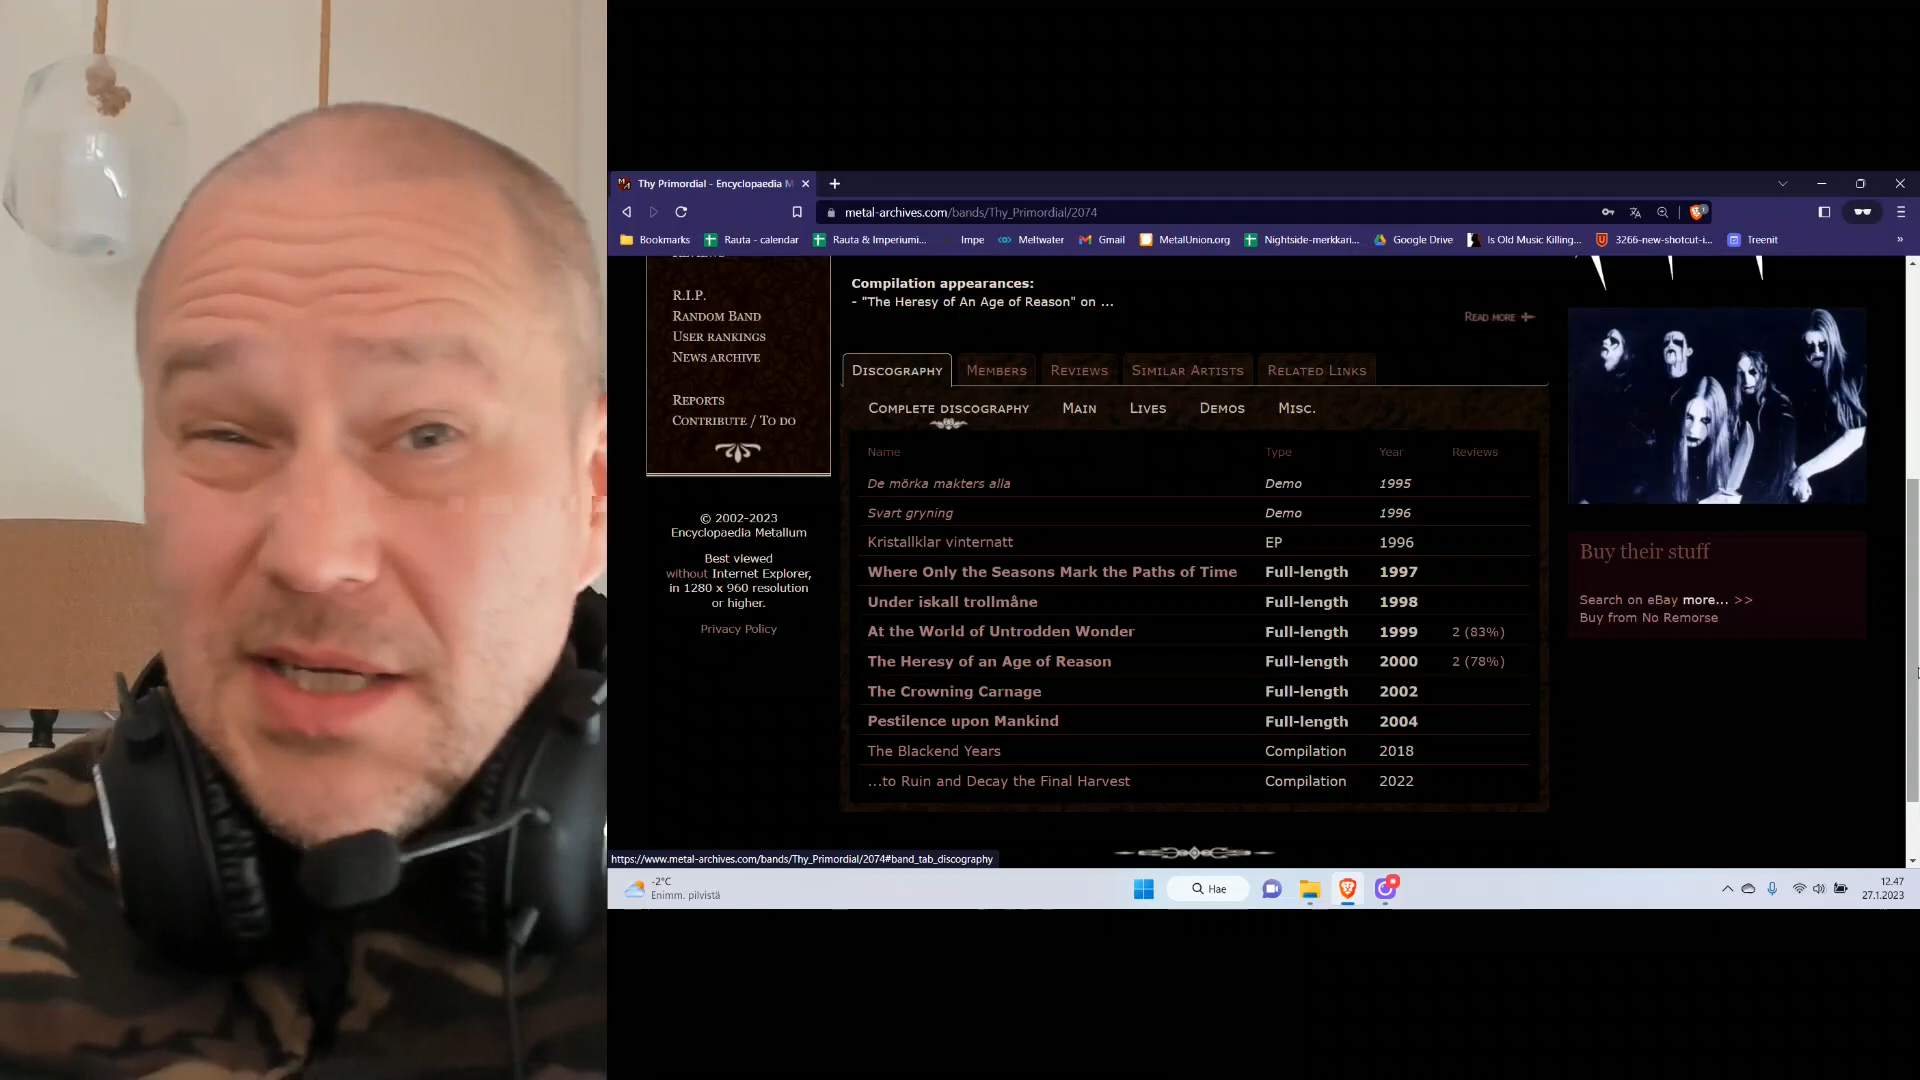 Thy Primordial - Encyclopaedia M
metal-archives.com/bands/Thy_Primordial/2074
Bookmarks
Rauta - calendar
Rauta & Imperiumi...
Impe
Meltwater
Gmail
MetalUnion.org
Nightside-merkkari...
Google Drive
Is Old Music Killing...
3266-new-shotcut-i...
Treenit
»
R.I.P.
Random Band
User rankings
News archive
Reports
Contribute / To do
© 2002-2023
Encyclopaedia Metallum
Best viewed
without Internet Explorer,
in 1280 x 960 resolution
or higher.
Privacy Policy
Compilation appearances:
- "The Heresy of An Age of Reason" on ...
Read more
Discography Members Reviews Similar Artists Related Links
Complete discography Main Lives Demos Misc.
Name Type Year Reviews
De mörka makters alla Demo 1995
Svart gryning Demo 1996
Kristallklar vinternatt EP 1996
Where Only the Seasons Mark the Paths of Time Full-length 1997
Under iskall trollmåne Full-length 1998
At the World of Untrodden Wonder Full-length 1999 2 (83%)
The Heresy of an Age of Reason Full-length 2000 2 (78%)
The Crowning Carnage Full-length 2002
Pestilence upon Mankind Full-length 2004
The Blackend Years Compilation 2018
...to Ruin and Decay the Final Harvest Compilation 2022
Buy their stuff
Search on eBay more... >>
Buy from No Remorse
https://www.metal-archives.com/bands/Thy_Primordial/2074#band_tab_discography
-2°C
Enimm. pilvistä
Hae
12.47
27.1.2023